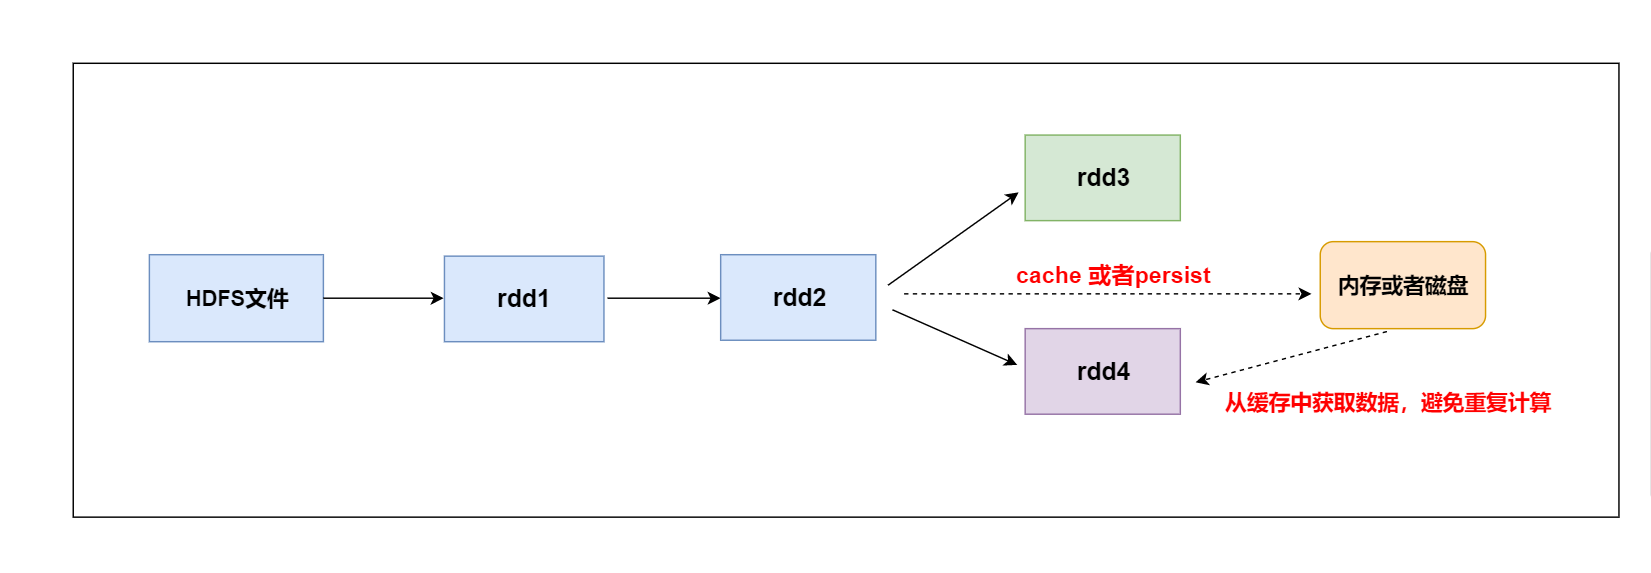 HDFS文件
rdd1
rdd2
rdd3
cache 或者persist
内存或者磁盘
rdd4
从缓存中获取数据，避免重复计算